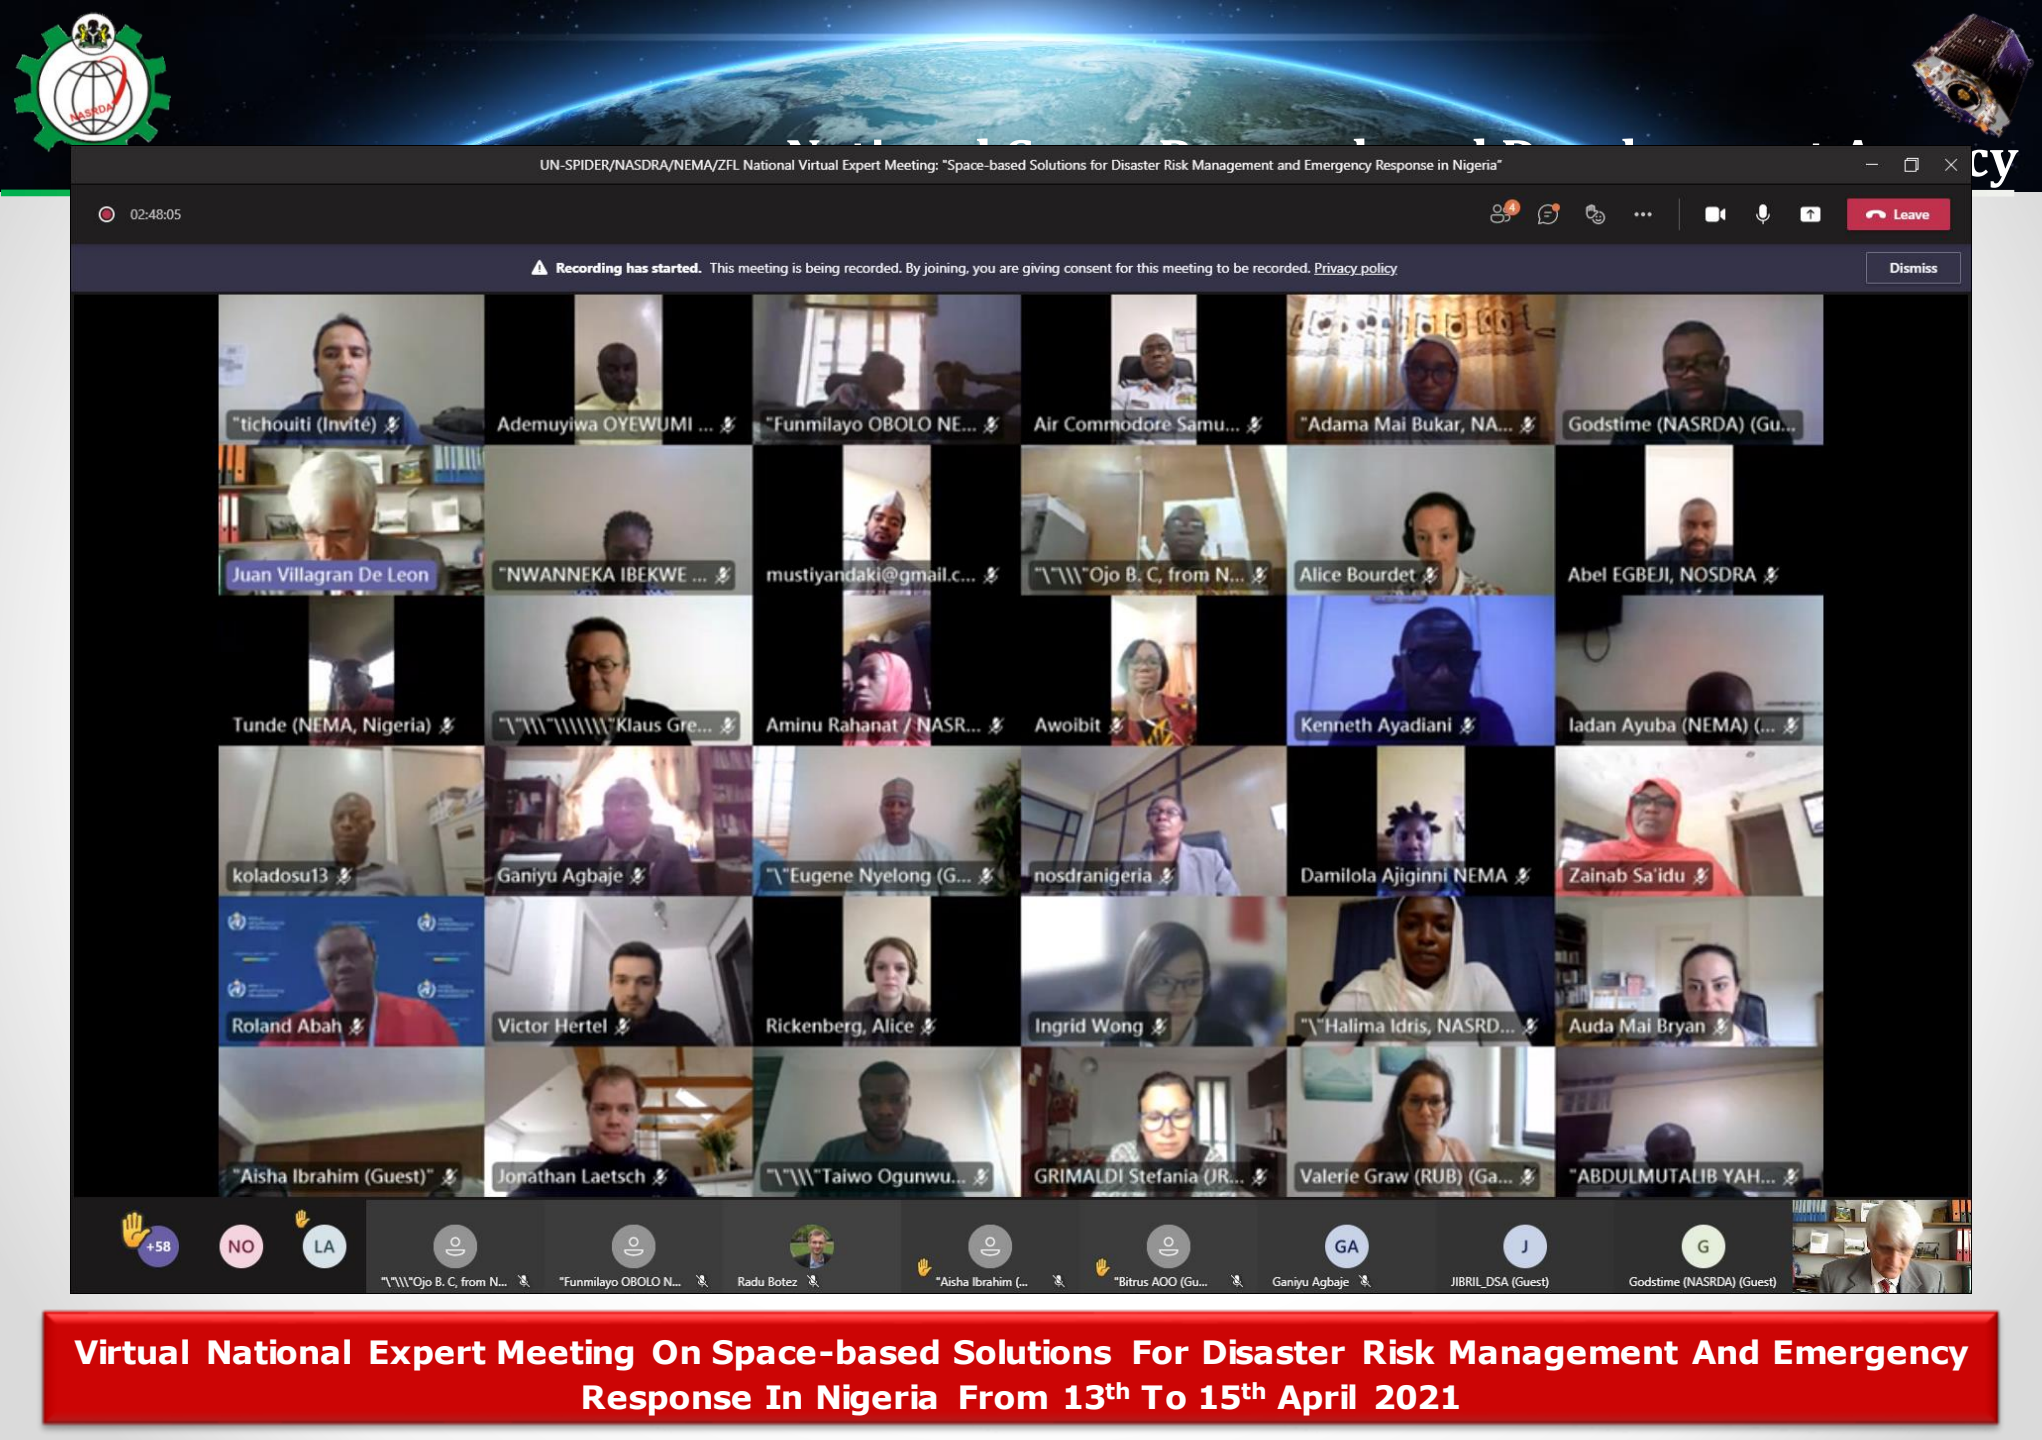 NASRDA
cy
UN-SPIDER/NASDRA/NEMA/ZFL National Virtual Expert Meeting: "Space-based Solutions for Disaster Risk Management and Emergency Response in Nigeria"
02:48:05
4
Leave
Recording has started. This meeting is being recorded. By joining, you are giving consent for this meeting to be recorded. Privacy policy
Dismiss
"tichouiti (Invité)
Ademuyiwa OYEWUMI ...
"Funmilayo OBOLO NE...
Air Commodore Samu...
"Adama Mai Bukar, NA...
Godstime (NASRDA) (Gu...
Juan Villagran De Leon
"NWANNEKA IBEKWE ...
mustiyandaki@gmail.c...
"\"\\\"Ojo B. C, from N...
Alice Bourdet
Abel EGBEJI, NOSDRA
Tunde (NEMA, Nigeria)
"\"\\\"\\\\\\\"Klaus Gre...
Aminu Rahanat / NASR...
Awoibit
Kenneth Ayadiani
ladan Ayuba (NEMA) (...
koladosu13
Ganiyu Agbaje
"\"Eugene Nyelong (G...
nosdranigeria
Damilola Ajiginni NEMA
Zainab Sa'idu
Roland Abah
Victor Hertel
Rickenberg, Alice
Ingrid Wong
"\"Halima Idris, NASRD...
Auda Mai Bryan
"Aisha Ibrahim (Guest)"
Jonathan Laetsch
"\"\\\"Taiwo Ogunwu...
GRIMALDI Stefania (JR...
Valerie Graw (RUB) (Ga...
"ABDULMUTALIB YAH...
+58
NO
LA
"\"\\\"Ojo B. C, from N...
"Funmilayo OBOLO N...
Radu Botez
"Aisha Ibrahim (...
"Bitrus AOO (Gu...
GA
Ganiyu Agbaje
J
JIBRIL_DSA (Guest)
G
Godstime (NASRDA) (Guest)
Virtual National Expert Meeting On Space-based Solutions For Disaster Risk Management And Emergency
Response In Nigeria From 13th To 15th April 2021